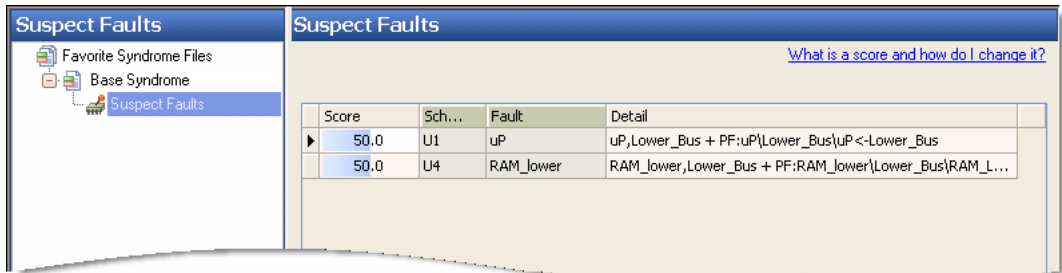 Suspect Faults
Suspect Faults
Favorite Syndrome Files
Base Syndrome
Suspect Faults
What is a score and how do I change it?
Score Sch... Fault Detail
50.0 U1 uP uP,Lower_Bus + PF:uP\Lower_Bus\uP<-Lower_Bus
50.0 U4 RAM_lower RAM_lower,Lower_Bus + PF:RAM_lower\Lower_Bus\RAM_L...